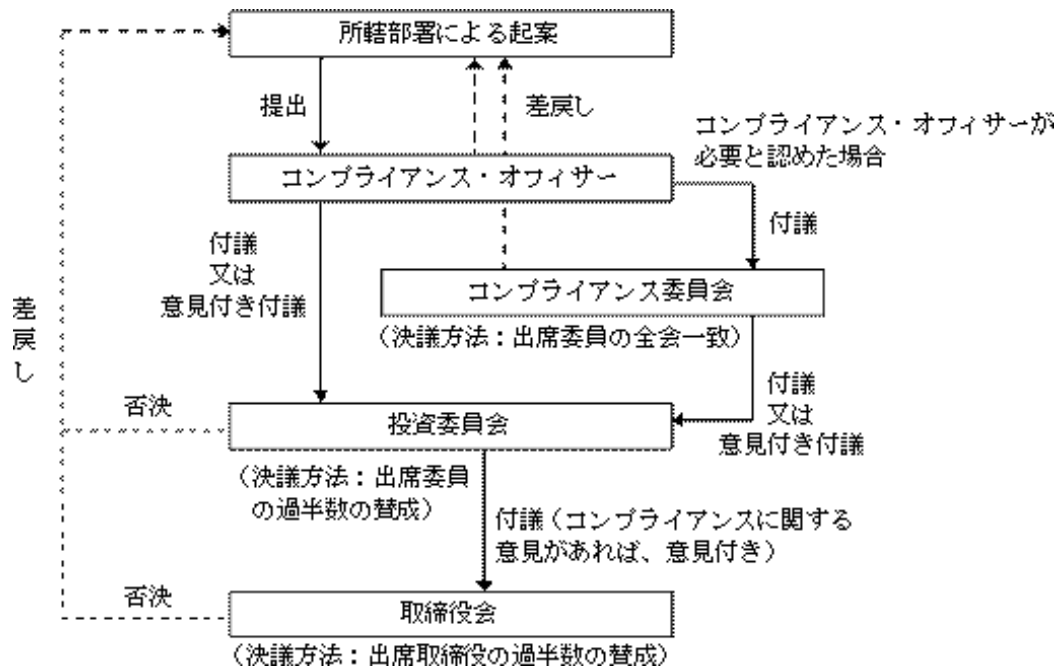 所轄部署による起案
提出
差戻し
コンプライアンス・オフィサーが
必要と認めた場合
コンプライアンス・オフィサー
付議
付議
又は
意見付き付議
コンプライアンス委員会
（決議方法：出席委員の全会一致）
差戻し
付議
又は
意見付き付議
否決
投資委員会
（決議方法：出席委員
の過半数の賛成）
付議（コンプライアンスに関する
意見があれば、意見付き）
否決
取締役会
（決議方法：出席取締役の過半数の賛成）